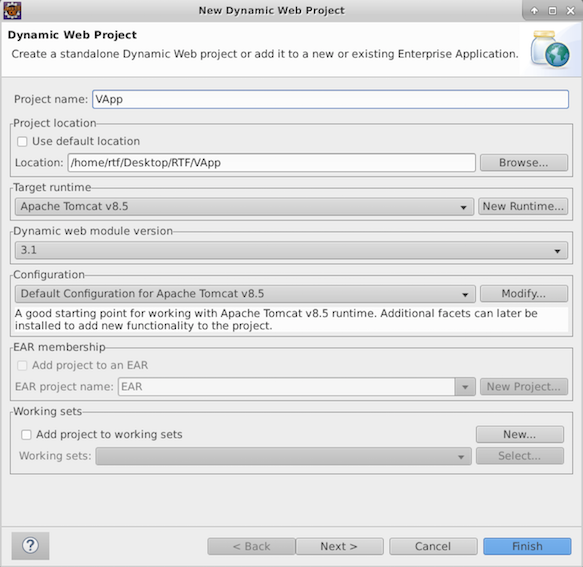 New Dynamic Web Project
Dynamic Web Project
Create a standalone Dynamic Web project or add it to a new or existing Enterprise Application.
Project name: VApp
Project location
Use default location
Location: /home/rtf/Desktop/RTF/VApp Browse...
Target runtime
Apache Tomcat v8.5 New Runtime...
Dynamic web module version
3.1
Configuration
Default Configuration for Apache Tomcat v8.5 Modify...
A good starting point for working with Apache Tomcat v8.5 runtime. Additional facets can later be
installed to add new functionality to the project.
EAR membership
Add project to an EAR
EAR project name: EAR New Project...
Working sets
Add project to working sets New...
Working sets: Select...
? < Back Next > Cancel Finish